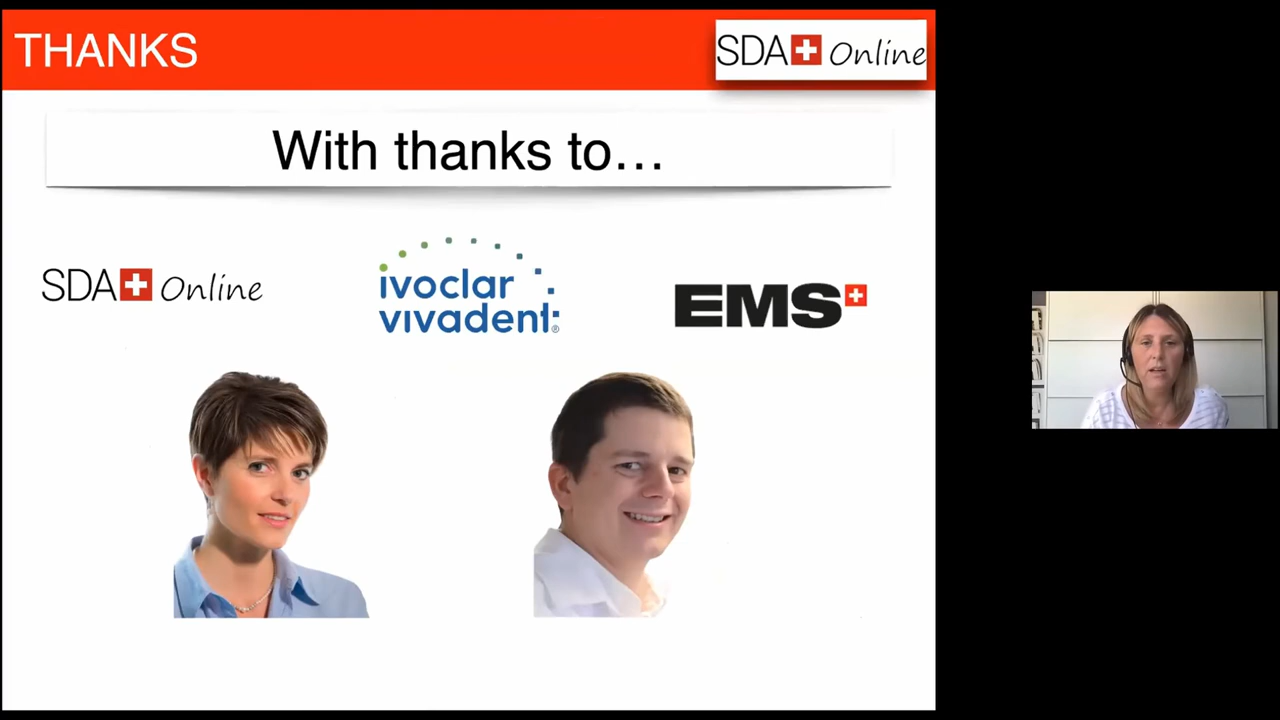 THANKS
SDA Online
With thanks to…
SDA Online
ivoclar
vivadent®
EMS